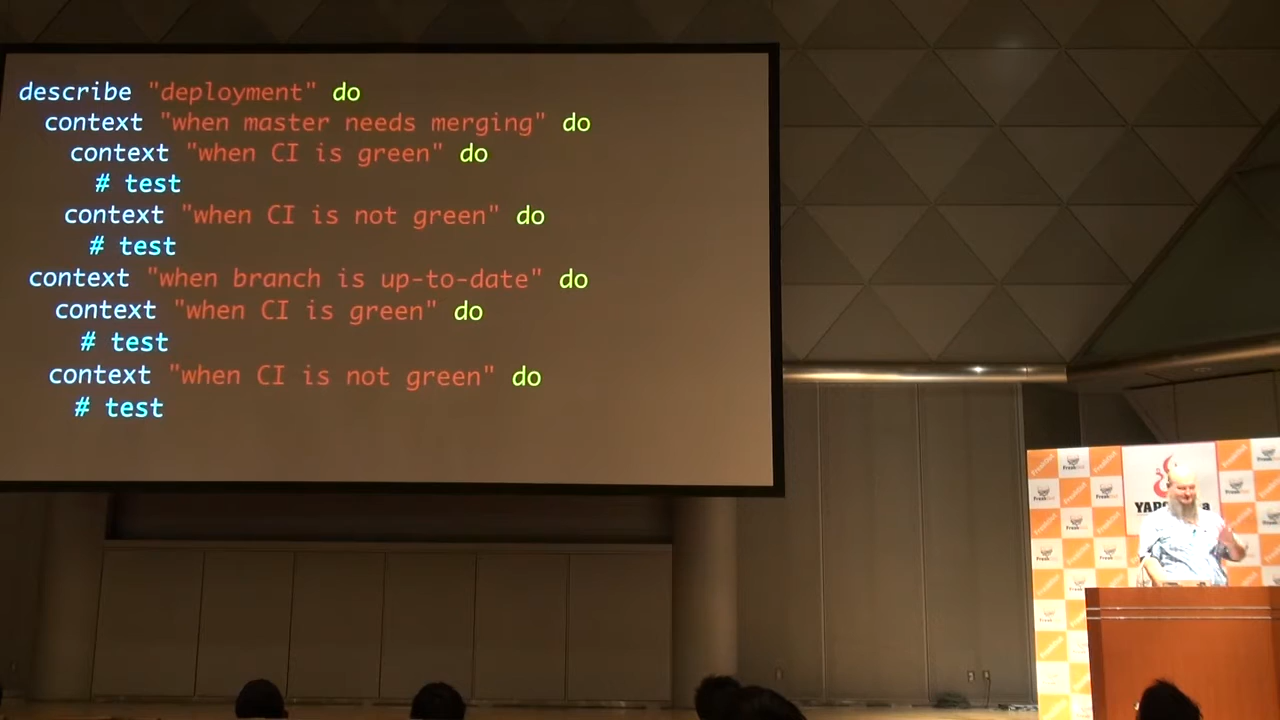 describe "deployment" do
context "when master needs merging" do
context "when CI is green" do
# test
context "when CI is not green" do
# test
context "when branch is up-to-date" do
context "when CI is green" do
# test
context "when CI is not green" do
# test
FreakOut